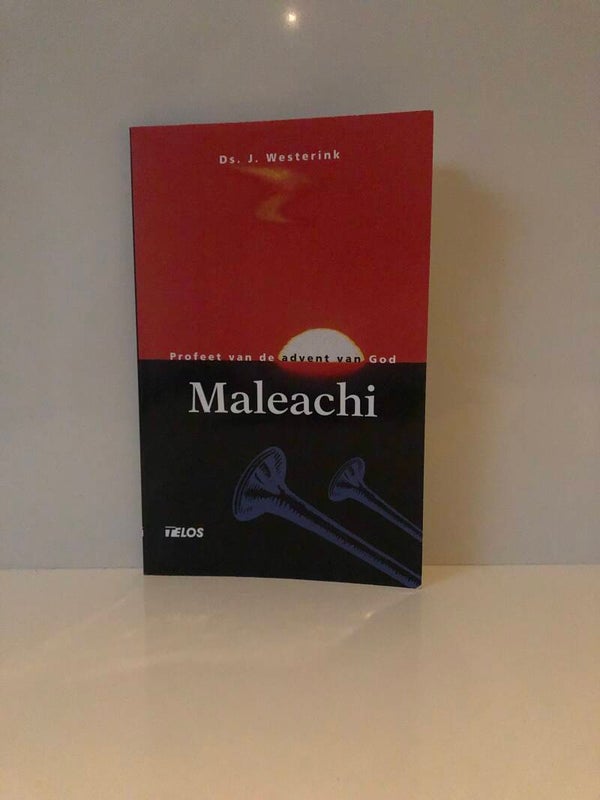 Ds. J. Westerink
Profeet van de advent van God
Maleachi
TELOS